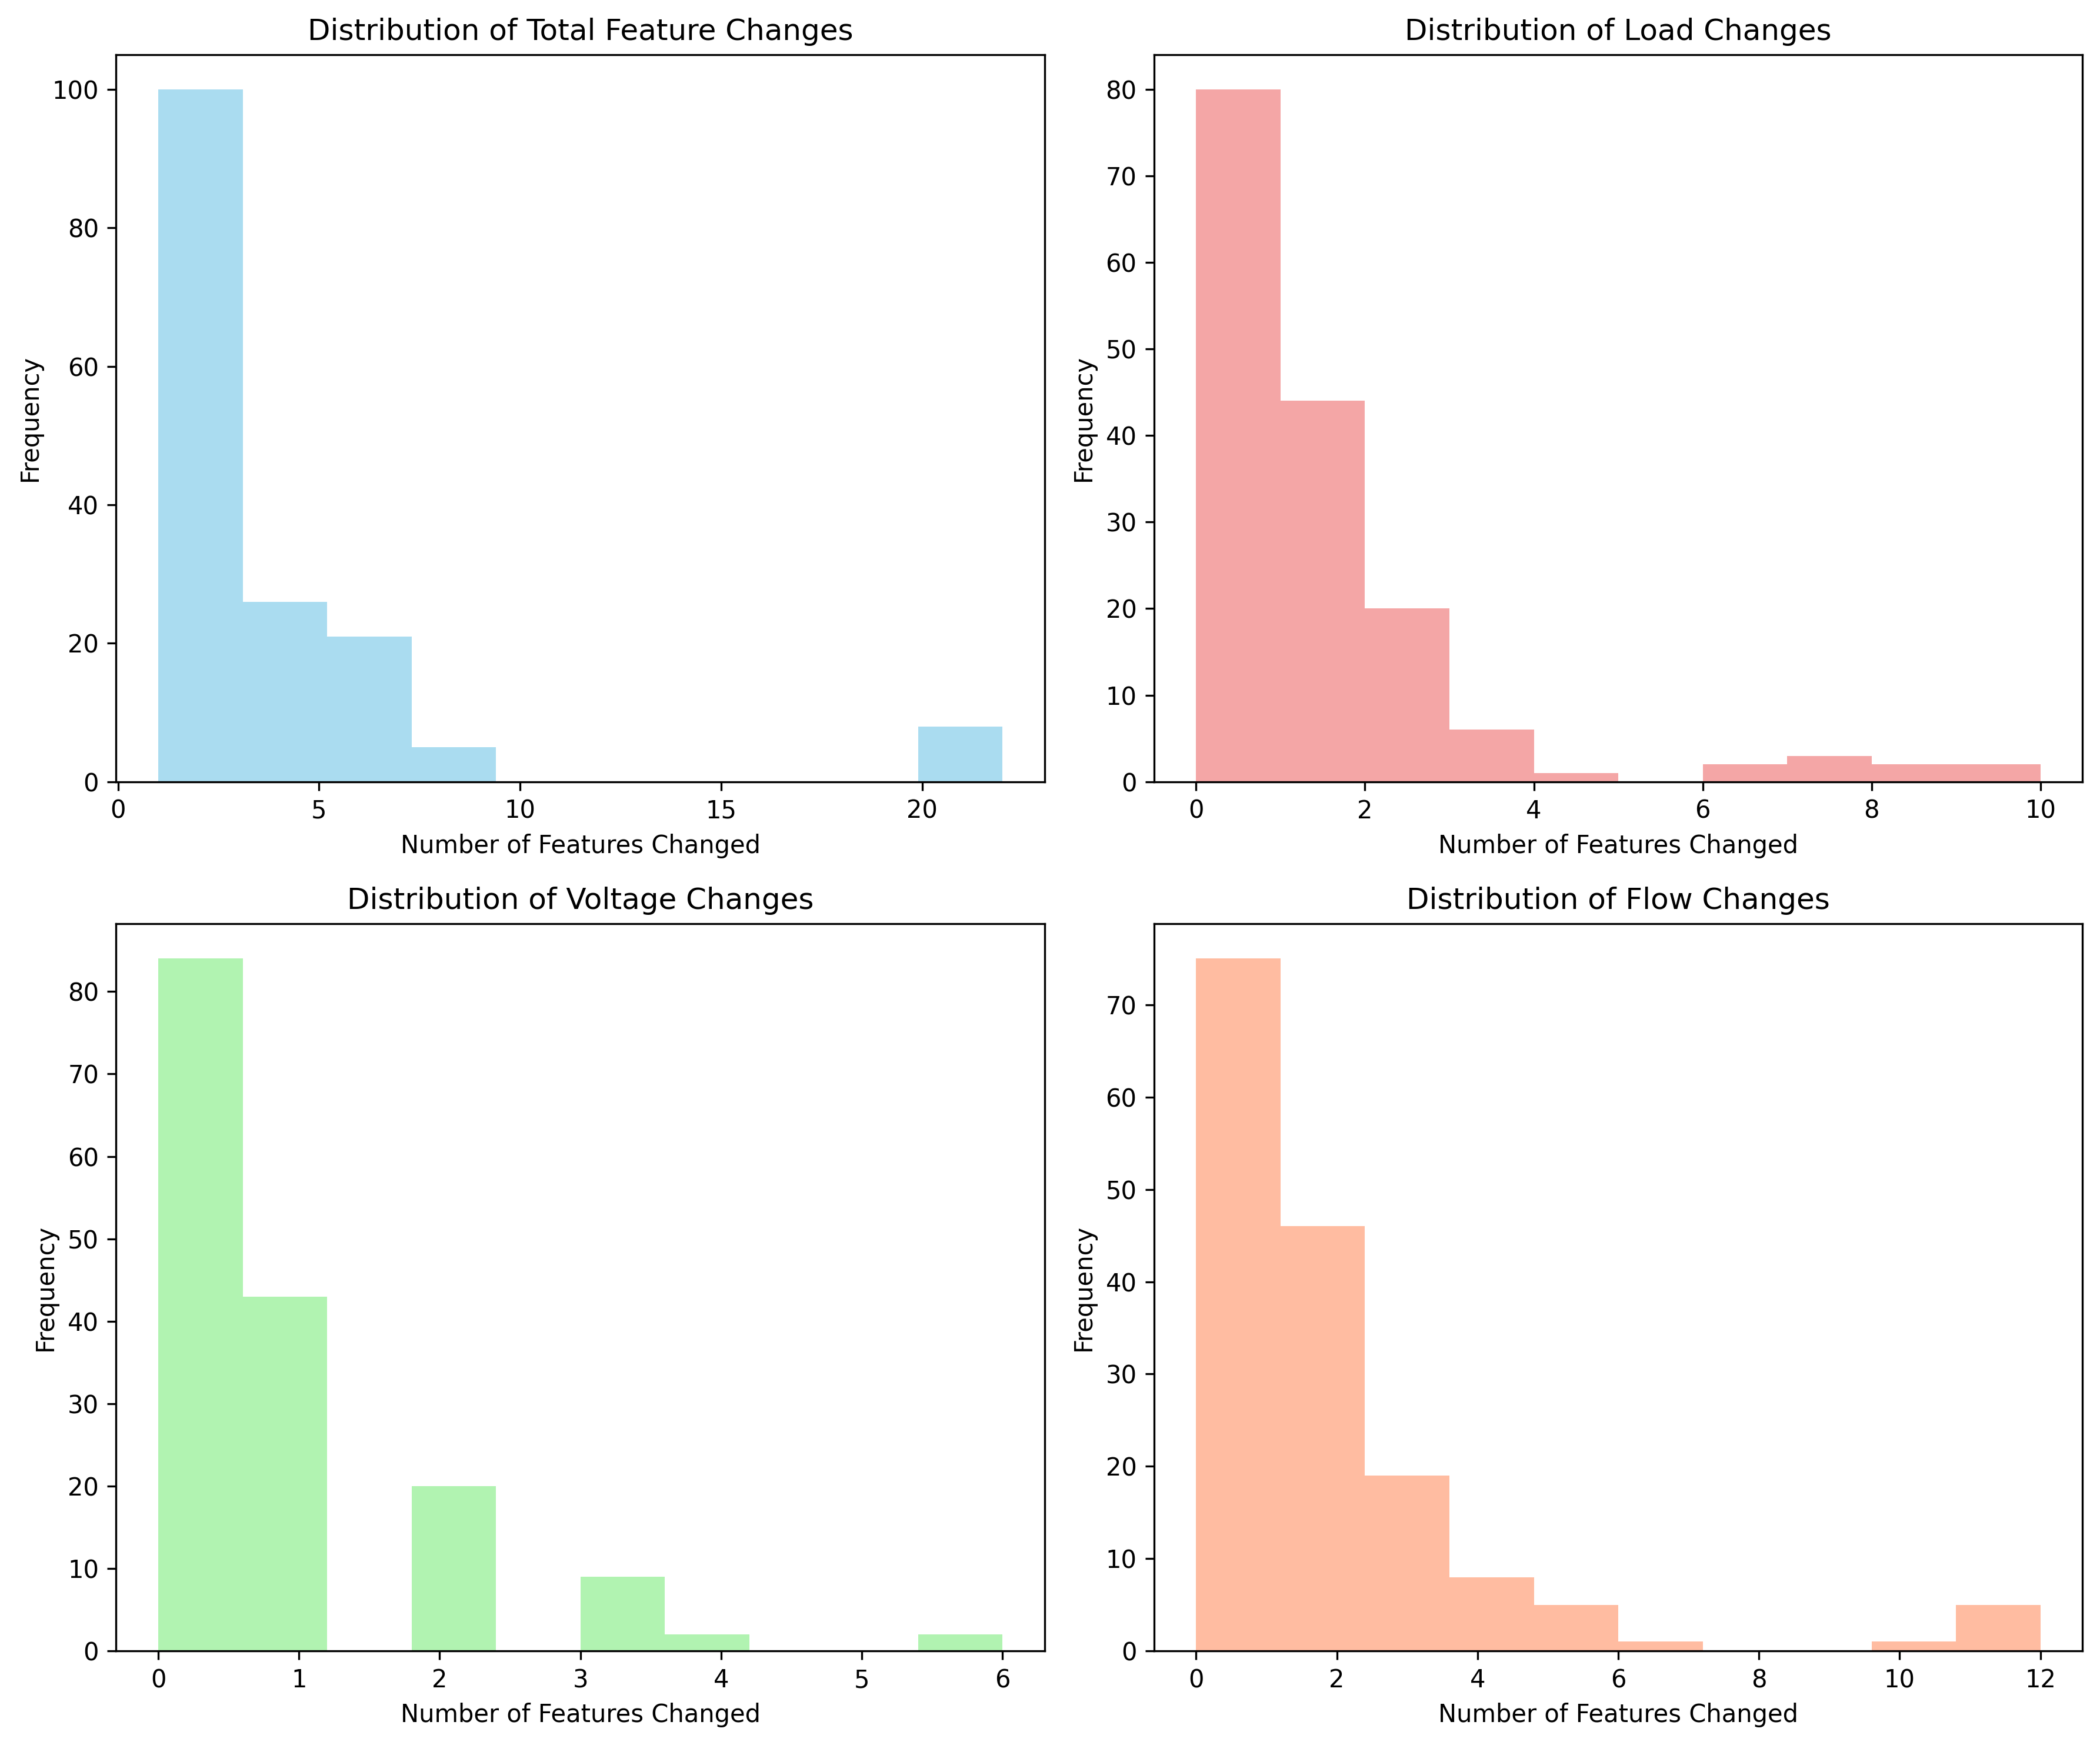 Distribution of Total Feature Changes
100
80
60
40
20
0
Frequency
0 5 10 15 20
Number of Features Changed
Distribution of Load Changes
80
70
60
50
40
30
20
10
0
Frequency
0 2 4 6 8 10
Number of Features Changed
Distribution of Voltage Changes
80
70
60
50
40
30
20
10
0
Frequency
0 1 2 3 4 5 6
Number of Features Changed
Distribution of Flow Changes
70
60
50
40
30
20
10
0
Frequency
0 2 4 6 8 10 12
Number of Features Changed